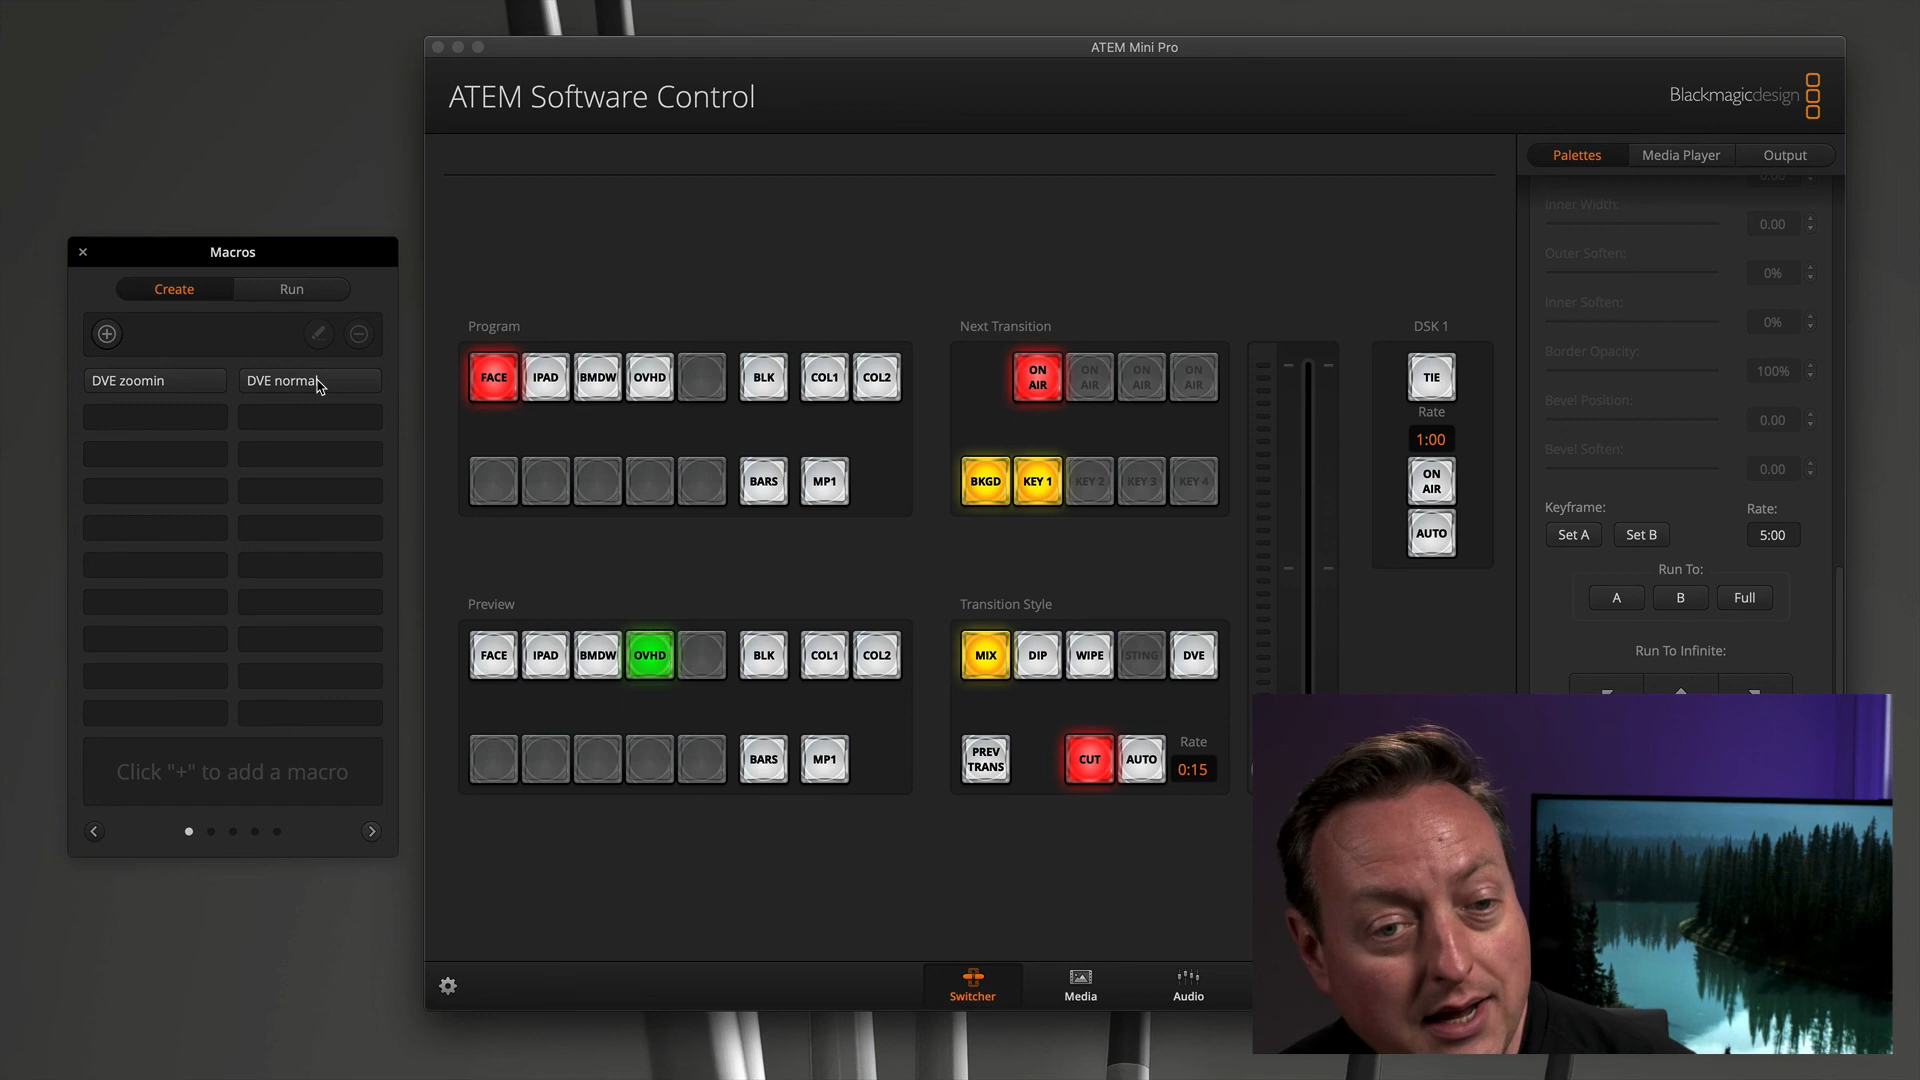 ATEM Mini Pro
ATEM Software Control
Blackmagicdesign
Palettes
Media Player
Output
0.00
Inner Width:
0.00
Outer Soften:
0%
Inner Soften:
0%
Border Opacity:
100%
Bevel Position:
0.00
Bevel Soften:
0.00
Keyframe:
Rate:
Set A
Set B
5:00
Run To:
A
B
Full
Run To Infinite:
Macros
Create
Run
DVE zoomin
DVE normal
Click "+" to add a macro
Program
FACE
IPAD
BMDW
OVHD
BLK
COL1
COL2
BARS
MP1
Next Transition
ON AIR
ON AIR
ON AIR
ON AIR
BKGD
KEY 1
KEY 2
KEY 3
KEY 4
DSK 1
TIE
Rate
1:00
ON AIR
AUTO
Preview
FACE
IPAD
BMDW
OVHD
BLK
COL1
COL2
BARS
MP1
Transition Style
MIX
DIP
WIPE
STING
DVE
PREV TRANS
CUT
AUTO
Rate
0:15
Switcher
Media
Audio